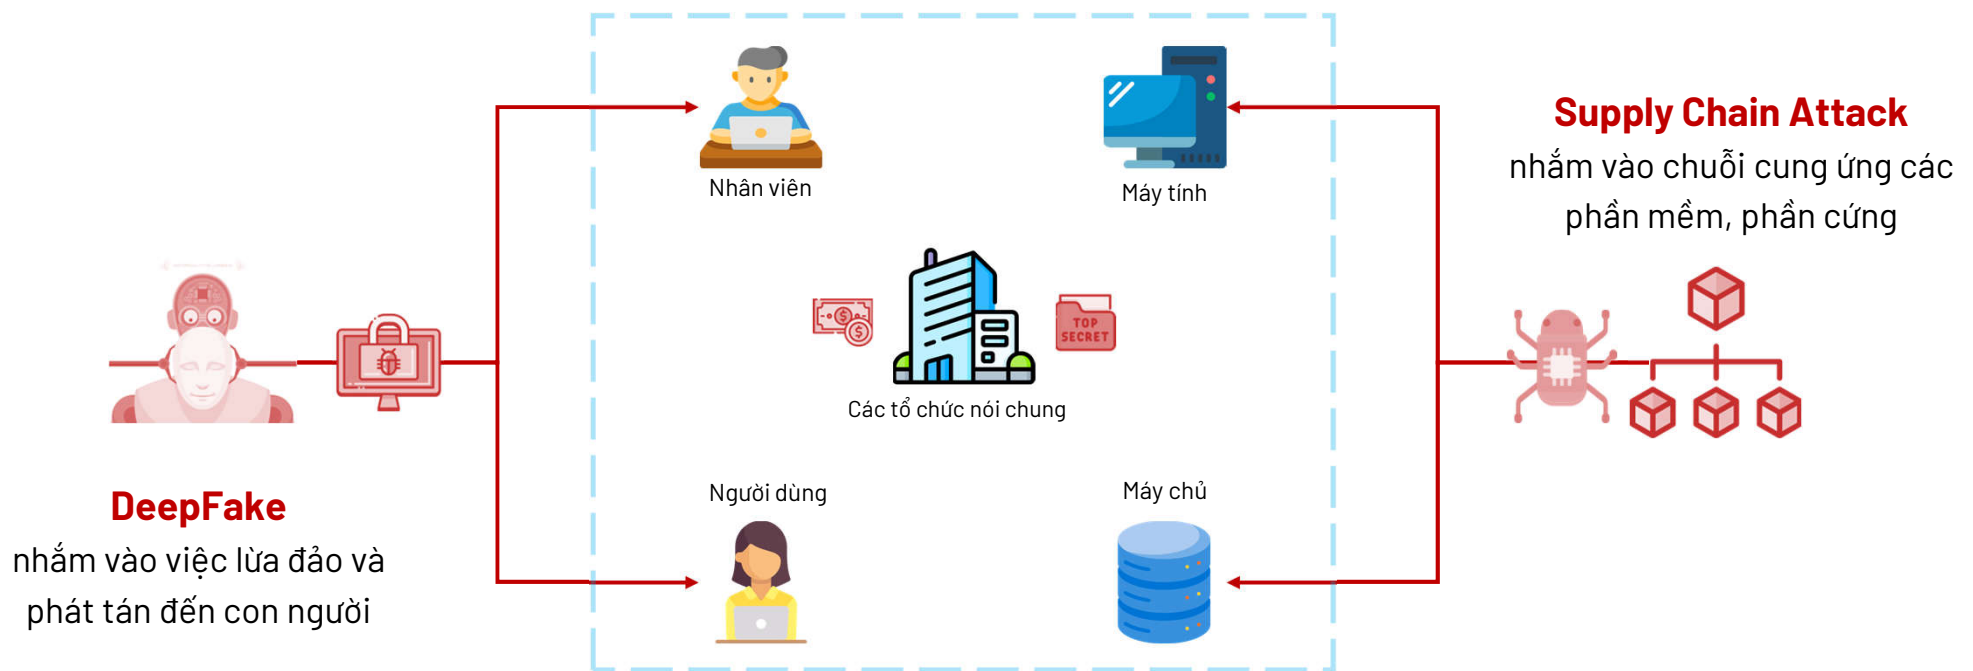 Nhân viên
Máy tính
Supply Chain Attack
nhắm vào chuỗi cung ứng các
phần mềm, phần cứng
TOP
SECRET
Các tổ chức nói chung
DeepFake
nhắm vào việc lừa đảo và
phát tán đến con người
Người dùng
Máy chủ